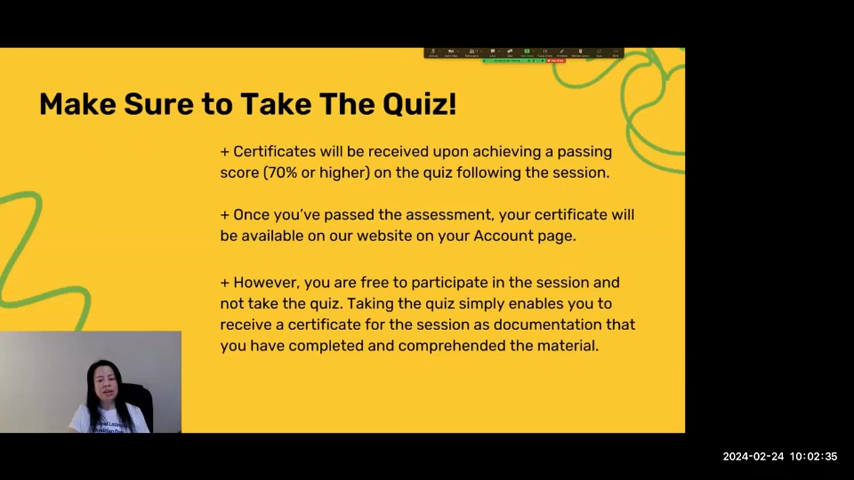 Make Sure to Take The Quiz!
+ Certificates will be received upon achieving a passing
score (70% or higher) on the quiz following the session.
+ Once you’ve passed the assessment, your certificate will
be available on our website on your Account page.
+ However, you are free to participate in the session and
not take the quiz. Taking the quiz simply enables you to
receive a certificate for the session as documentation that
you have completed and comprehended the material.
2024-02-24 10:02:35